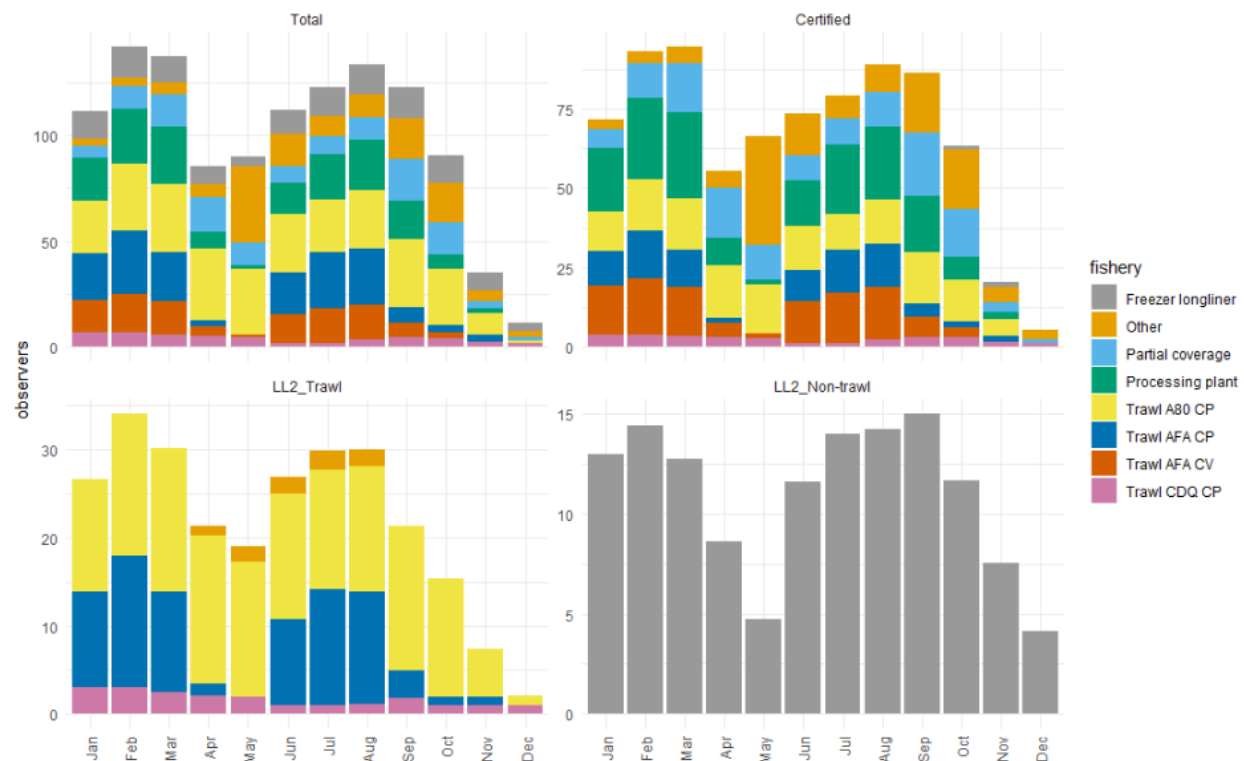 Total
Certified
100
50
0
75
50
25
0
observers
LL2_Trawl
LL2_Non-trawl
30
20
10
0
15
10
5
0
Jan
Feb
Mar
Apr
May
Jun
Jul
Aug
Sep
Oct
Nov
Dec
Jan
Feb
Mar
Apr
May
Jun
Jul
Aug
Sep
Oct
Nov
Dec
fishery
Freezer longliner
Other
Partial coverage
Processing plant
Trawl A80 CP
Trawl AFA CP
Trawl AFA CV
Trawl CDQ CP